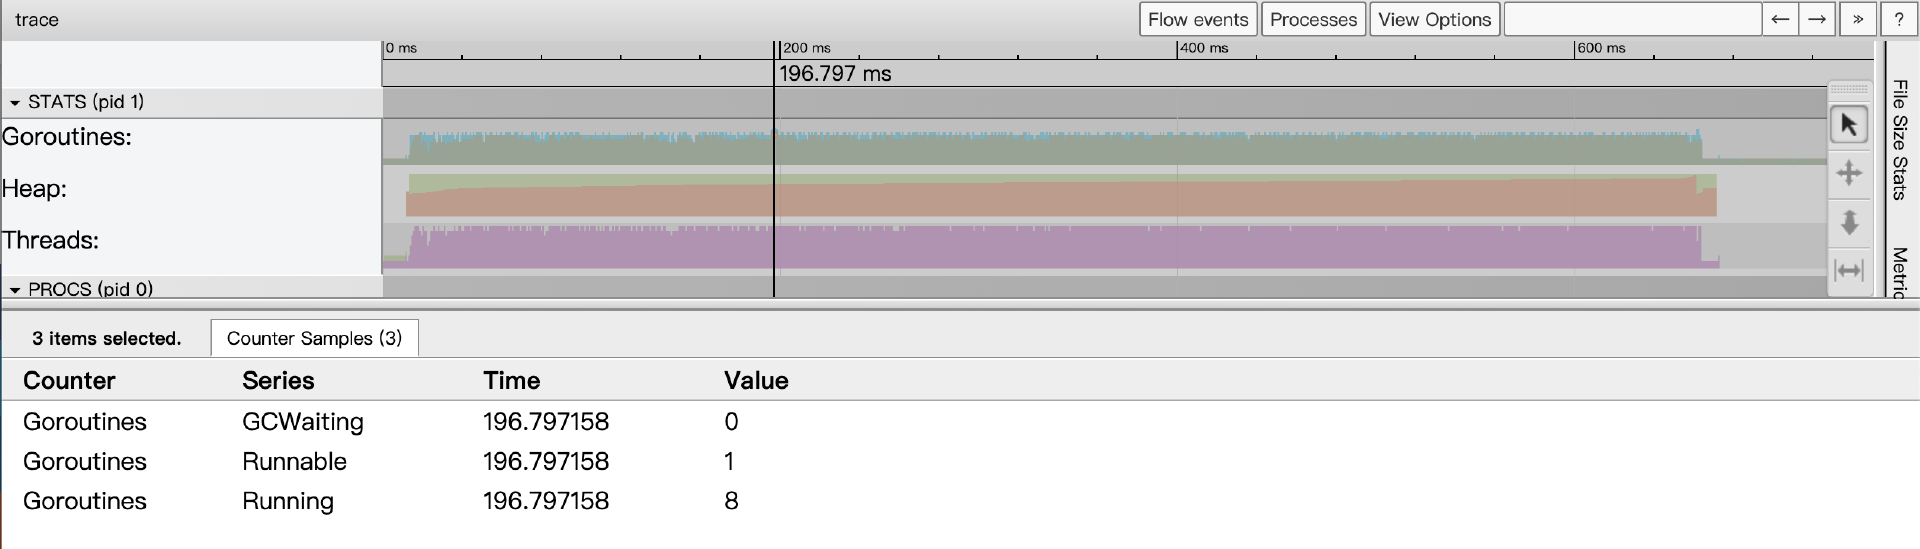 trace
Flow events Processes View Options ← → » ?
0 ms 200 ms 400 ms 600 ms
196.797 ms
STATS (pid 1)
Goroutines:
Heap:
Threads:
PROCS (pid 0)
File Size Stats
Metric
3 items selected. Counter Samples (3)
Counter Series Time Value
Goroutines GCWaiting 196.797158 0
Goroutines Runnable 196.797158 1
Goroutines Running 196.797158 8